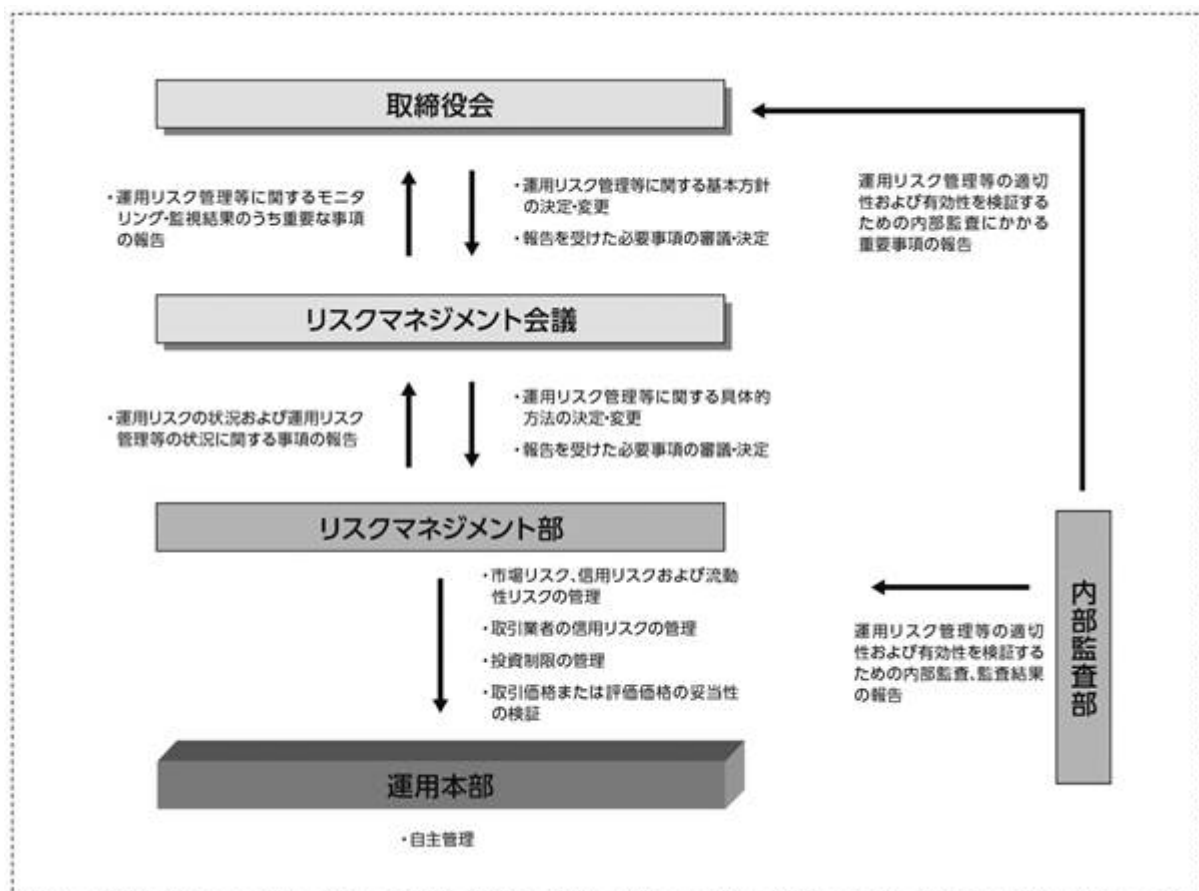 取締役会
・運用リスク管理等に関するモニタ
リング・監視結果のうち重要な事項
の報告
・運用リスク管理等に関する基本方針
の決定・変更
・報告を受けた必要事項の審議・決定
運用リスク管理等の適切
性および有効性を検証する
ための内部監査にかかる
重要事項の報告
リスクマネジメント会議
・運用リスクの状況および運用リスク
管理等の状況に関する事項の報告
・運用リスク管理等に関する具体的
方法の決定・変更
・報告を受けた必要事項の審議・決定
リスクマネジメント部
・市場リスク、信用リスクおよび流動
性リスクの管理
・取引業者の信用リスクの管理
・投資制限の管理
・取引価格または評価価格の妥当性
の検証
運用リスク管理等の適切
性および有効性を検証する
ための内部監査、監査結果
の報告
内部監査部
運用本部
・自主管理